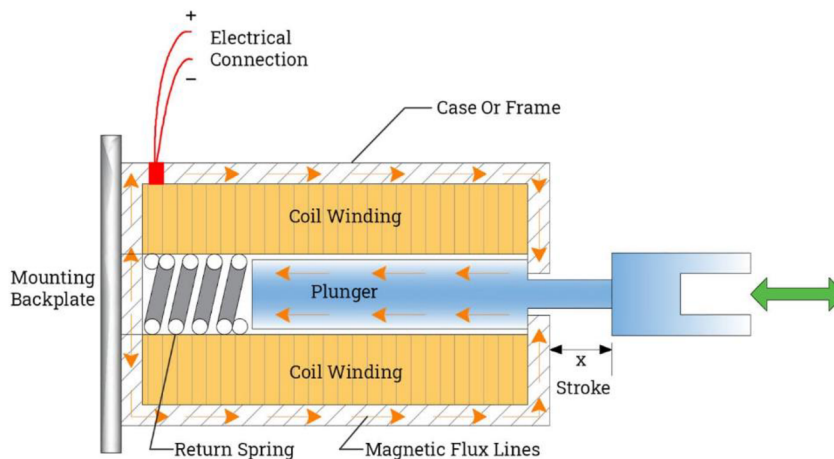 +
Electrical
Connection
−
Case Or Frame
Coil Winding
Mounting
Backplate
Plunger
Coil Winding
x
Stroke
Return Spring
Magnetic Flux Lines